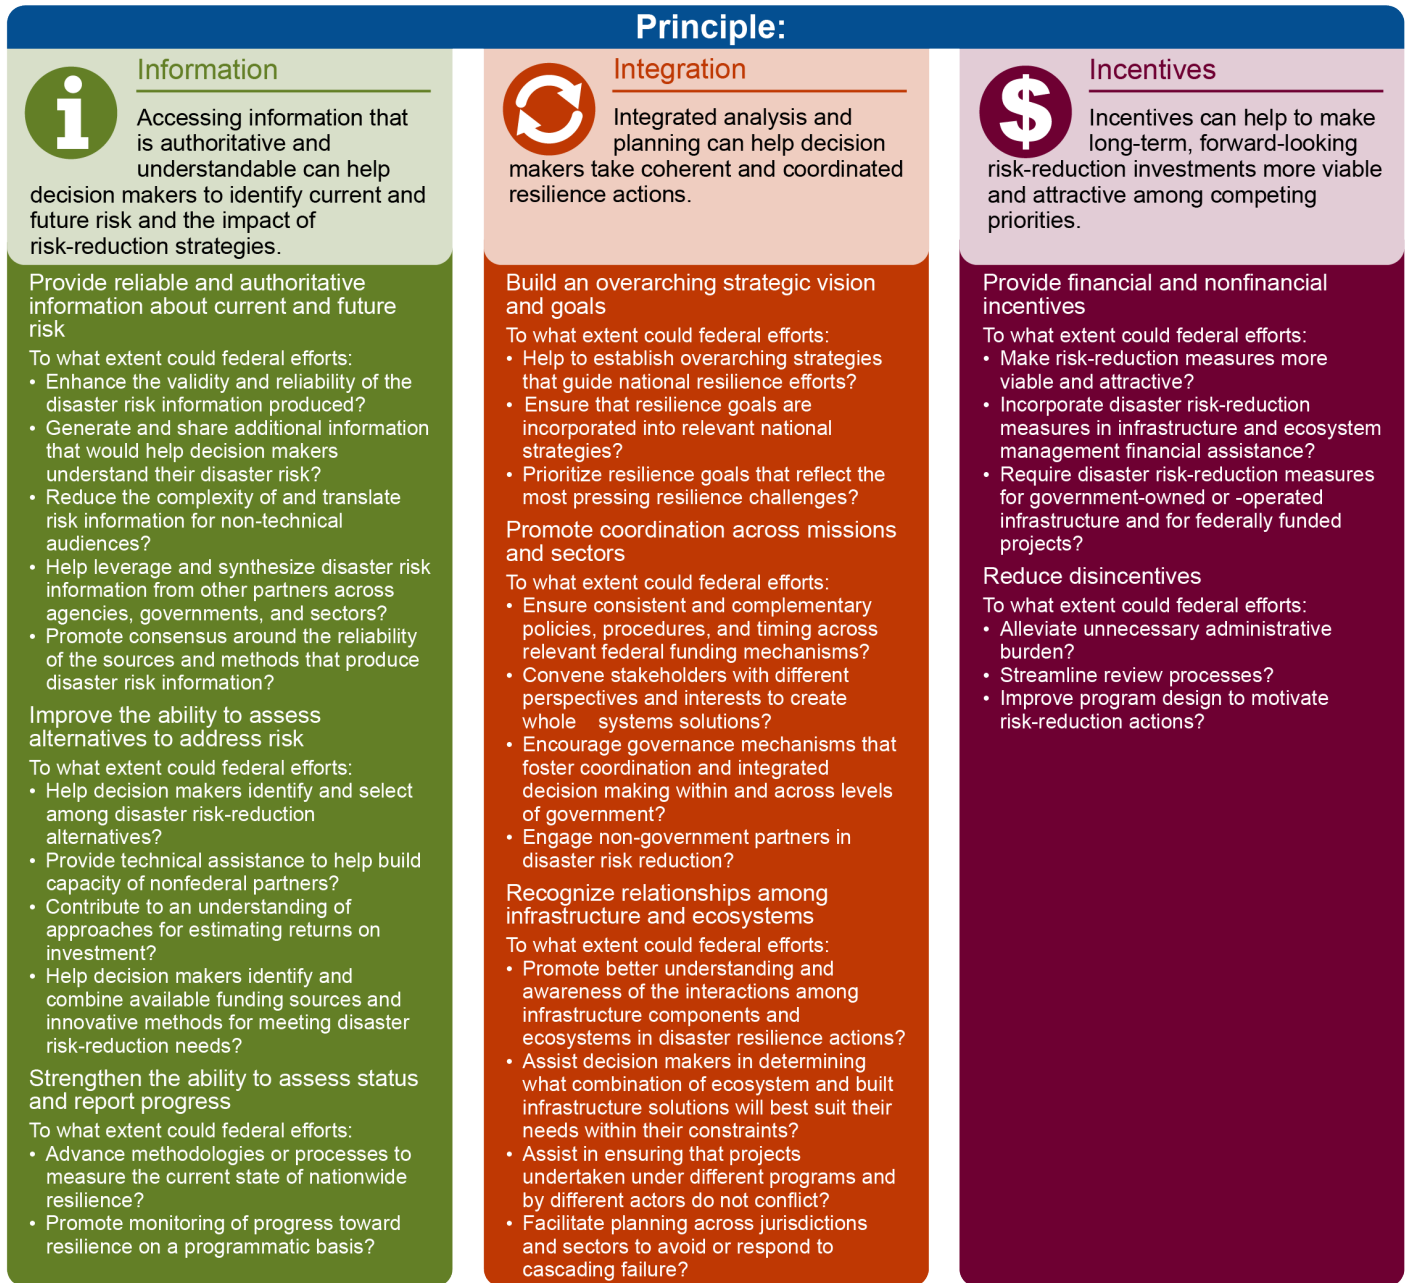 Principle:
Information
Accessing information that
is authoritative and
understandable can help
decision makers to identify current and
future risk and the impact of
risk-reduction strategies.
Provide reliable and authoritative
information about current and future
risk
To what extent could federal efforts:
• Enhance the validity and reliability of the
disaster risk information produced?
• Generate and share additional information
that would help decision makers
understand their disaster risk?
• Reduce the complexity of and translate
risk information for non-technical
audiences?
• Help leverage and synthesize disaster risk
information from other partners across
agencies, governments, and sectors?
• Promote consensus around the reliability
of the sources and methods that produce
disaster risk information?
Improve the ability to assess
alternatives to address risk
To what extent could federal efforts:
• Help decision makers identify and select
among disaster risk-reduction
alternatives?
• Provide technical assistance to help build
capacity of nonfederal partners?
• Contribute to an understanding of
approaches for estimating returns on
investment?
• Help decision makers identify and
combine available funding sources and
innovative methods for meeting disaster
risk-reduction needs?
Strengthen the ability to assess status
and report progress
To what extent could federal efforts:
• Advance methodologies or processes to
measure the current state of nationwide
resilience?
• Promote monitoring of progress toward
resilience on a programmatic basis?
Integration
Integrated analysis and
planning can help decision
makers take coherent and coordinated
resilience actions.
Build an overarching strategic vision
and goals
To what extent could federal efforts:
• Help to establish overarching strategies
that guide national resilience efforts?
• Ensure that resilience goals are
incorporated into relevant national
strategies?
• Prioritize resilience goals that reflect the
most pressing resilience challenges?
Promote coordination across missions
and sectors
To what extent could federal efforts:
• Ensure consistent and complementary
policies, procedures, and timing across
relevant federal funding mechanisms?
• Convene stakeholders with different
perspectives and interests to create
whole systems solutions?
• Encourage governance mechanisms that
foster coordination and integrated
decision making within and across levels
of government?
• Engage non-government partners in
disaster risk reduction?
Recognize relationships among
infrastructure and ecosystems
To what extent could federal efforts:
• Promote better understanding and
awareness of the interactions among
infrastructure components and
ecosystems in disaster resilience actions?
• Assist decision makers in determining
what combination of ecosystem and built
infrastructure solutions will best suit their
needs within their constraints?
• Assist in ensuring that projects
undertaken under different programs and
by different actors do not conflict?
• Facilitate planning across jurisdictions
and sectors to avoid or respond to
cascading failure?
$
Incentives
Incentives can help to make
long-term, forward-looking
risk-reduction investments more viable
and attractive among competing
priorities.
Provide financial and nonfinancial
incentives
To what extent could federal efforts:
• Make risk-reduction measures more
viable and attractive?
• Incorporate disaster risk-reduction
measures in infrastructure and ecosystem
management financial assistance?
• Require disaster risk-reduction measures
for government-owned or -operated
infrastructure and for federally funded
projects?
Reduce disincentives
To what extent could federal efforts:
• Alleviate unnecessary administrative
burden?
• Streamline review processes?
• Improve program design to motivate
risk-reduction actions?